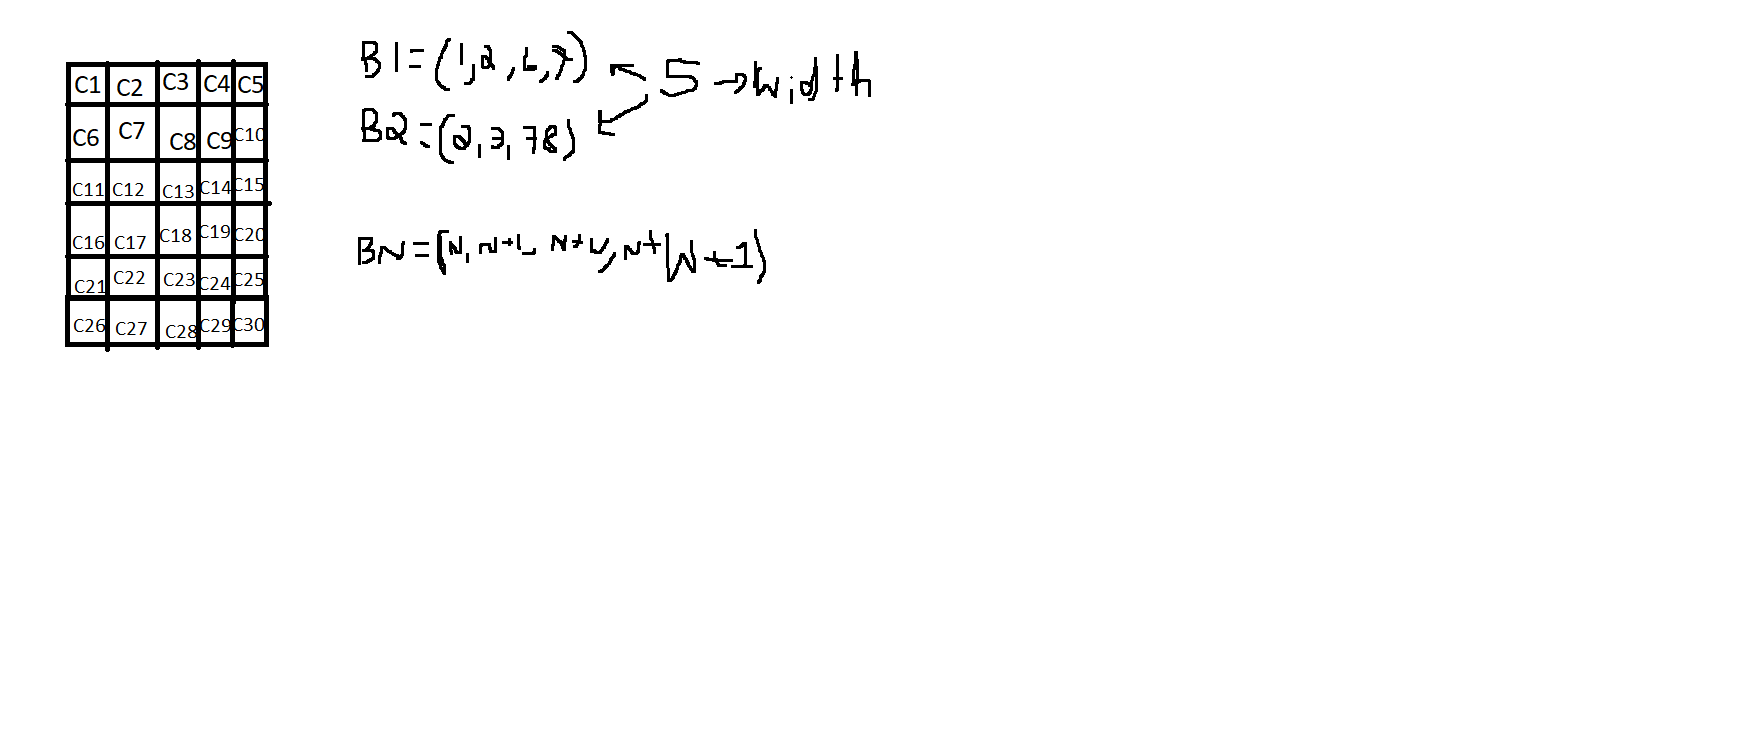 C1 C2 C3 C4 C5
C6 C7 C8 C9 C10
C11 C12 C13 C14 C15
C16 C17 C18 C19 C20
C21 C22 C23 C24 C25
C26 C27 C28 C29 C30
B1=(1,2,6,7)
5 → width
B2=(2,3,78)
BN=(N, N+1, N+W, N+W+1)